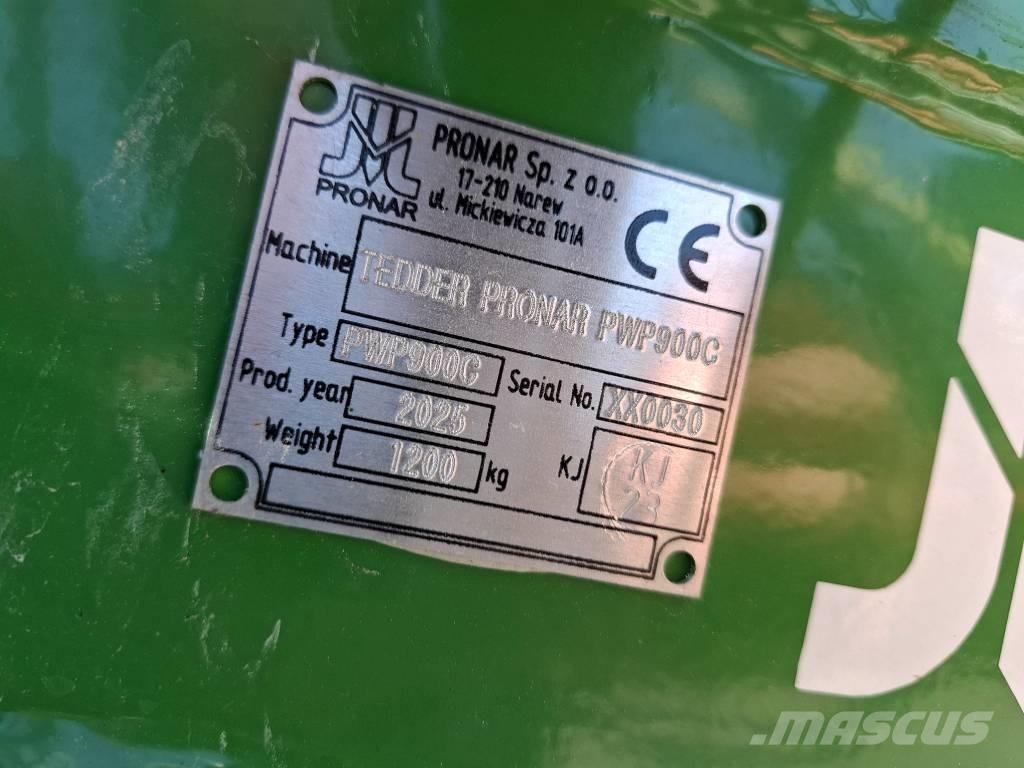 PRONAR
PRONAR Sp. z o.o.
17-210 Narew
ul. Mickiewicza 101A
CE
Machine TEDDER PRONAR PWP900C
Type PWP900C Serial No. XX0030
Prod. year 2025
Weight 1200 kg KJ KJ
23
MASCUS